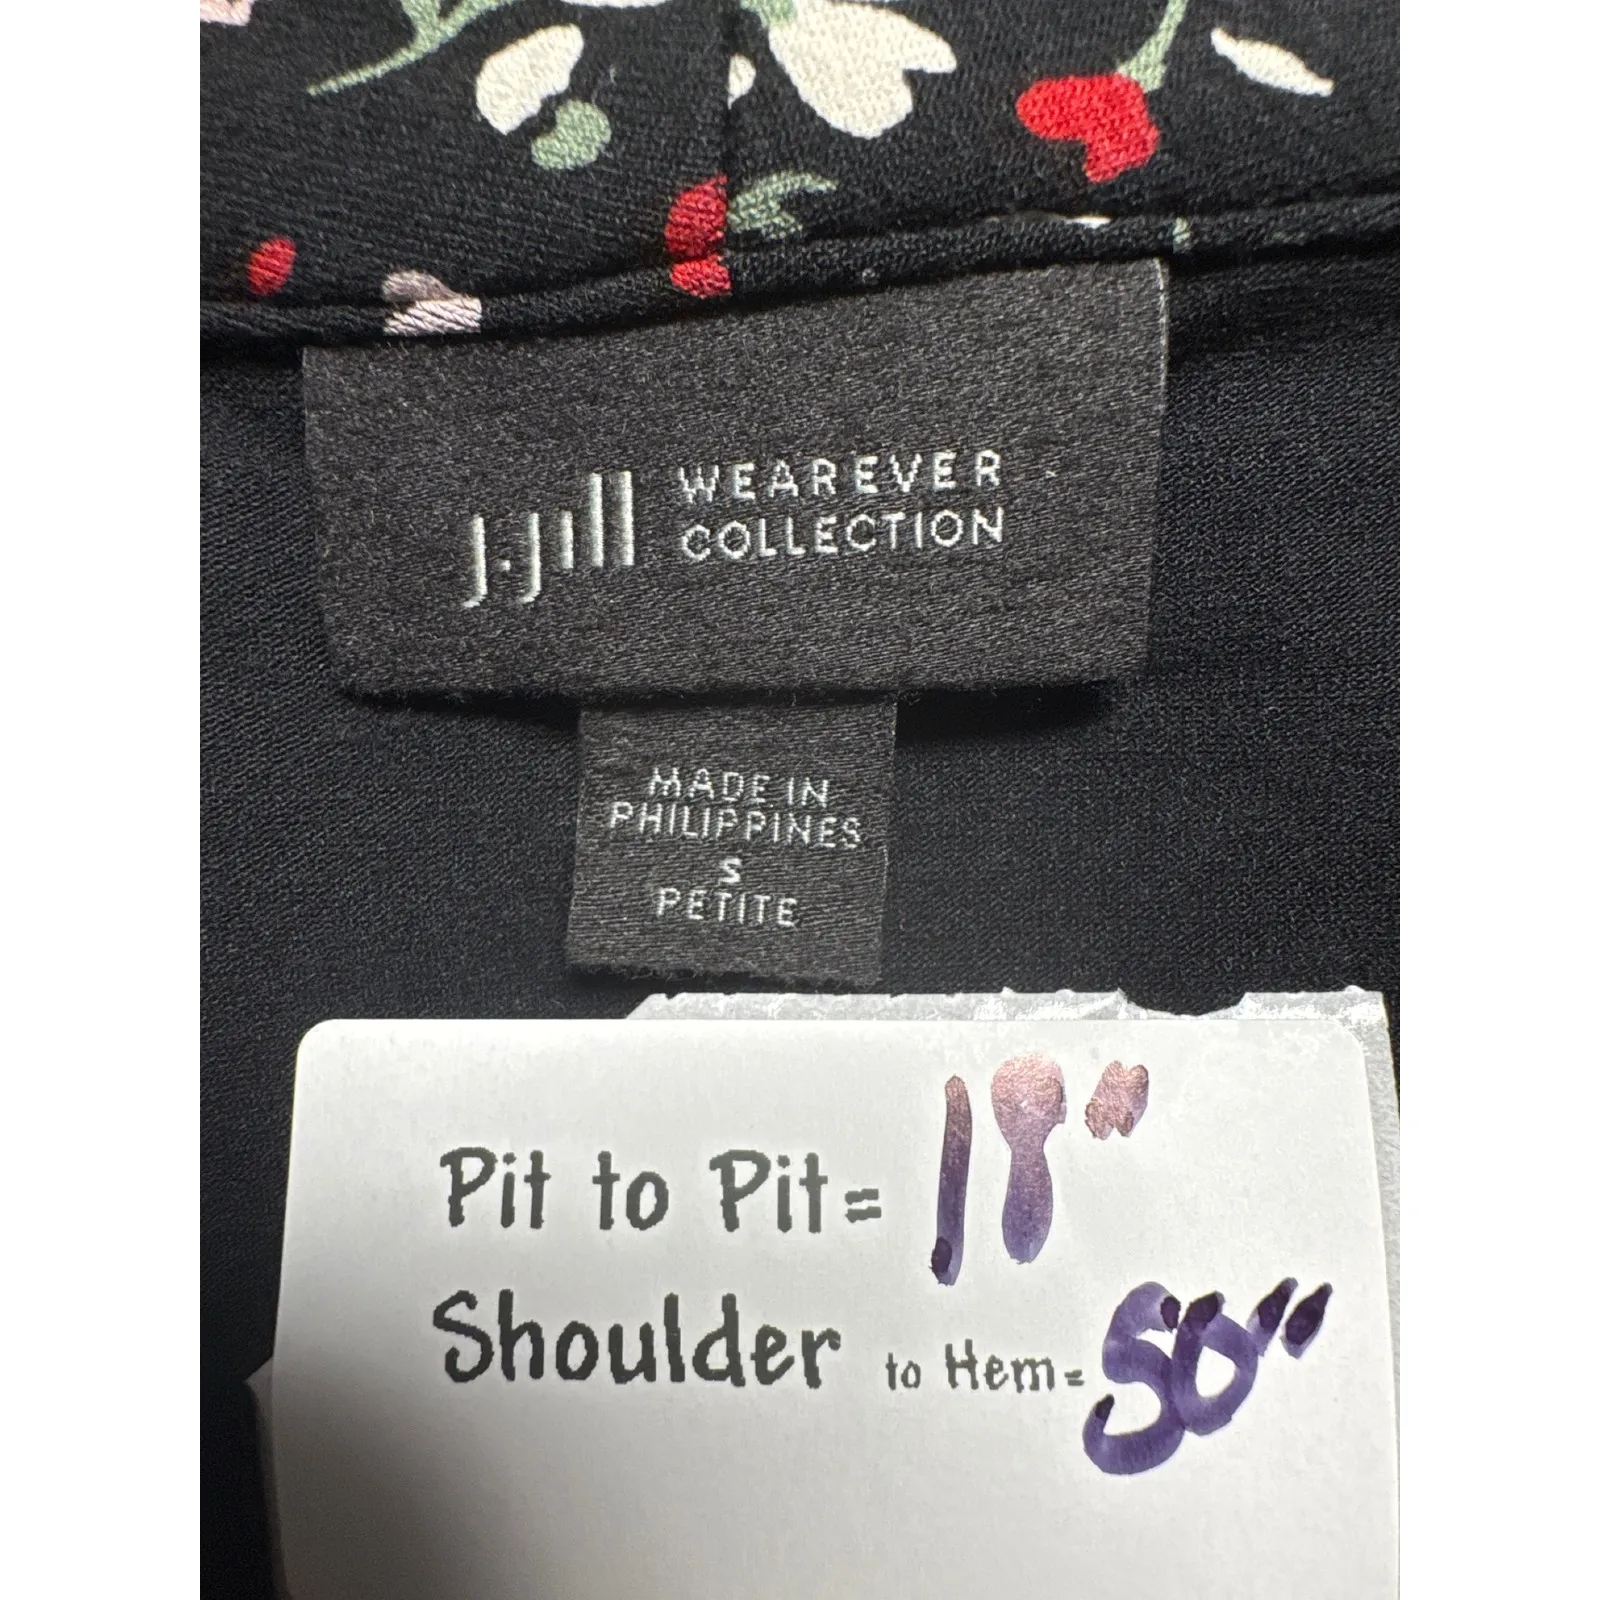 J.Jill WEAREVER
COLLECTION
MADE IN
PHILIPPINES
S
PETITE
Pit to Pit = 18"
Shoulder to Hem = 50"